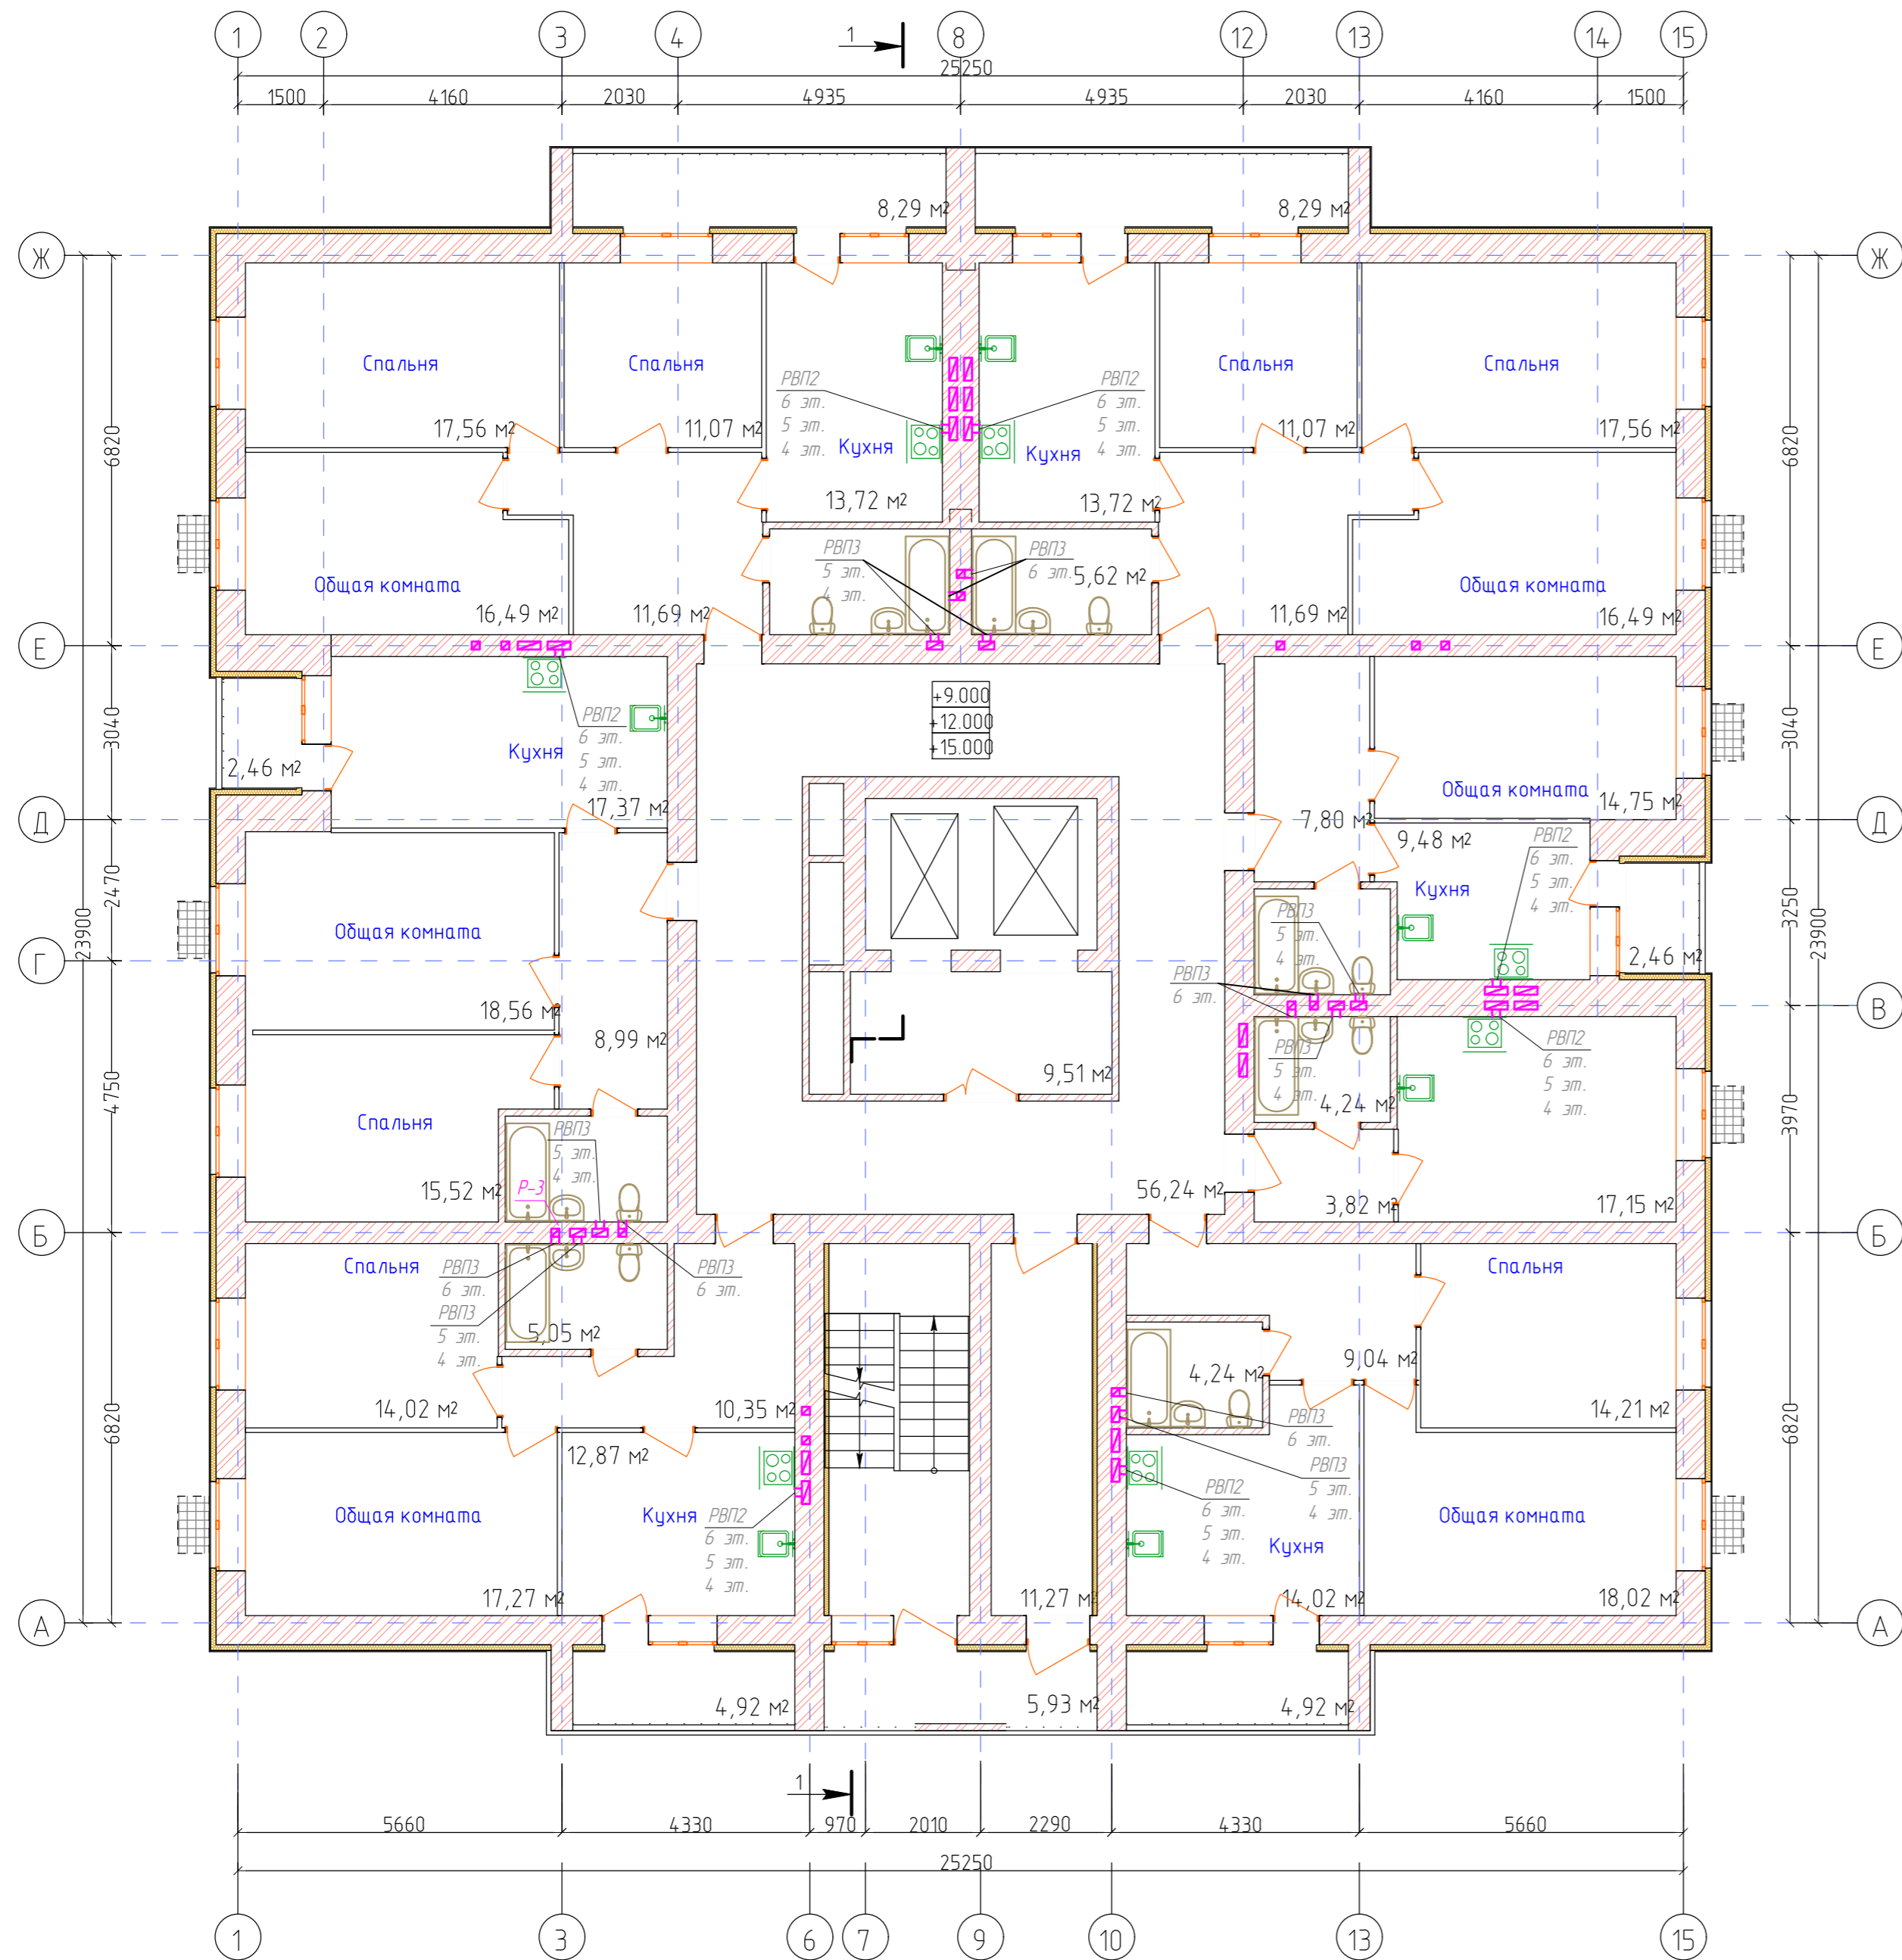 1 2 3 4 1 8 12 13 14 15
25250
1500 4160 2030 4935 4935 2030 4160 1500
8,29 м² 8,29 м²
Ж Ж
Спальня Спальня Спальня Спальня
РВП2 РВП2
6 эт. 6 эт.
5 эт. 5 эт.
4 эт. 4 эт.
17,56 м² 11,07 м² Кухня Кухня 11,07 м² 17,56 м²
6820 6820
13,72 м² 13,72 м²
РВП3 РВП3
5 эт. 6 эт. 5,62 м²
4 эт.
Общая комната Общая комната
16,49 м² 11,69 м² 11,69 м² 16,49 м²
Е Е
+9.000
+12.000
+15.000
РВП2
6 эт.
5 эт.
4 эт.
3040 3040
Кухня
2,46 м²
17,37 м²
Общая комната
14,75 м²
Д Д
7,80 м² 9,48 м² РВП2
6 эт.
5 эт.
4 эт.
Кухня
2470 3250
23900 23900
Общая комната
РВП3
5 эт.
4 эт.
2,46 м²
Г
РВП3
6 эт.
18,56 м²
В
8,99 м²
РВП3
5 эт.
4 эт.
РВП2
6 эт.
5 эт.
4 эт.
9,51 м²
4,24 м²
4750 3970
Спальня
РВП3
5 эт.
4 эт.
15,52 м² Р-3
56,24 м² 3,82 м² 17,15 м²
Б Б
Спальня Спальня
РВП3 РВП3
6 эт. 6 эт.
РВП3
5 эт.
4 эт.
5,05 м²
4,24 м² 9,04 м²
14,02 м² 10,35 м² 14,21 м²
РВП3
6 эт.
6820 6820
12,87 м²
РВП3
5 эт.
4 эт.
РВП2
6 эт.
5 эт.
4 эт.
Общая комната Кухня РВП2
6 эт.
5 эт.
4 эт.
Кухня Общая комната
17,27 м² 11,27 м² 14,02 м² 18,02 м²
А А
4,92 м² 5,93 м² 4,92 м²
1
5660 4330 970 2010 2290 4330 5660
25250
1 3 6 7 9 10 13 15